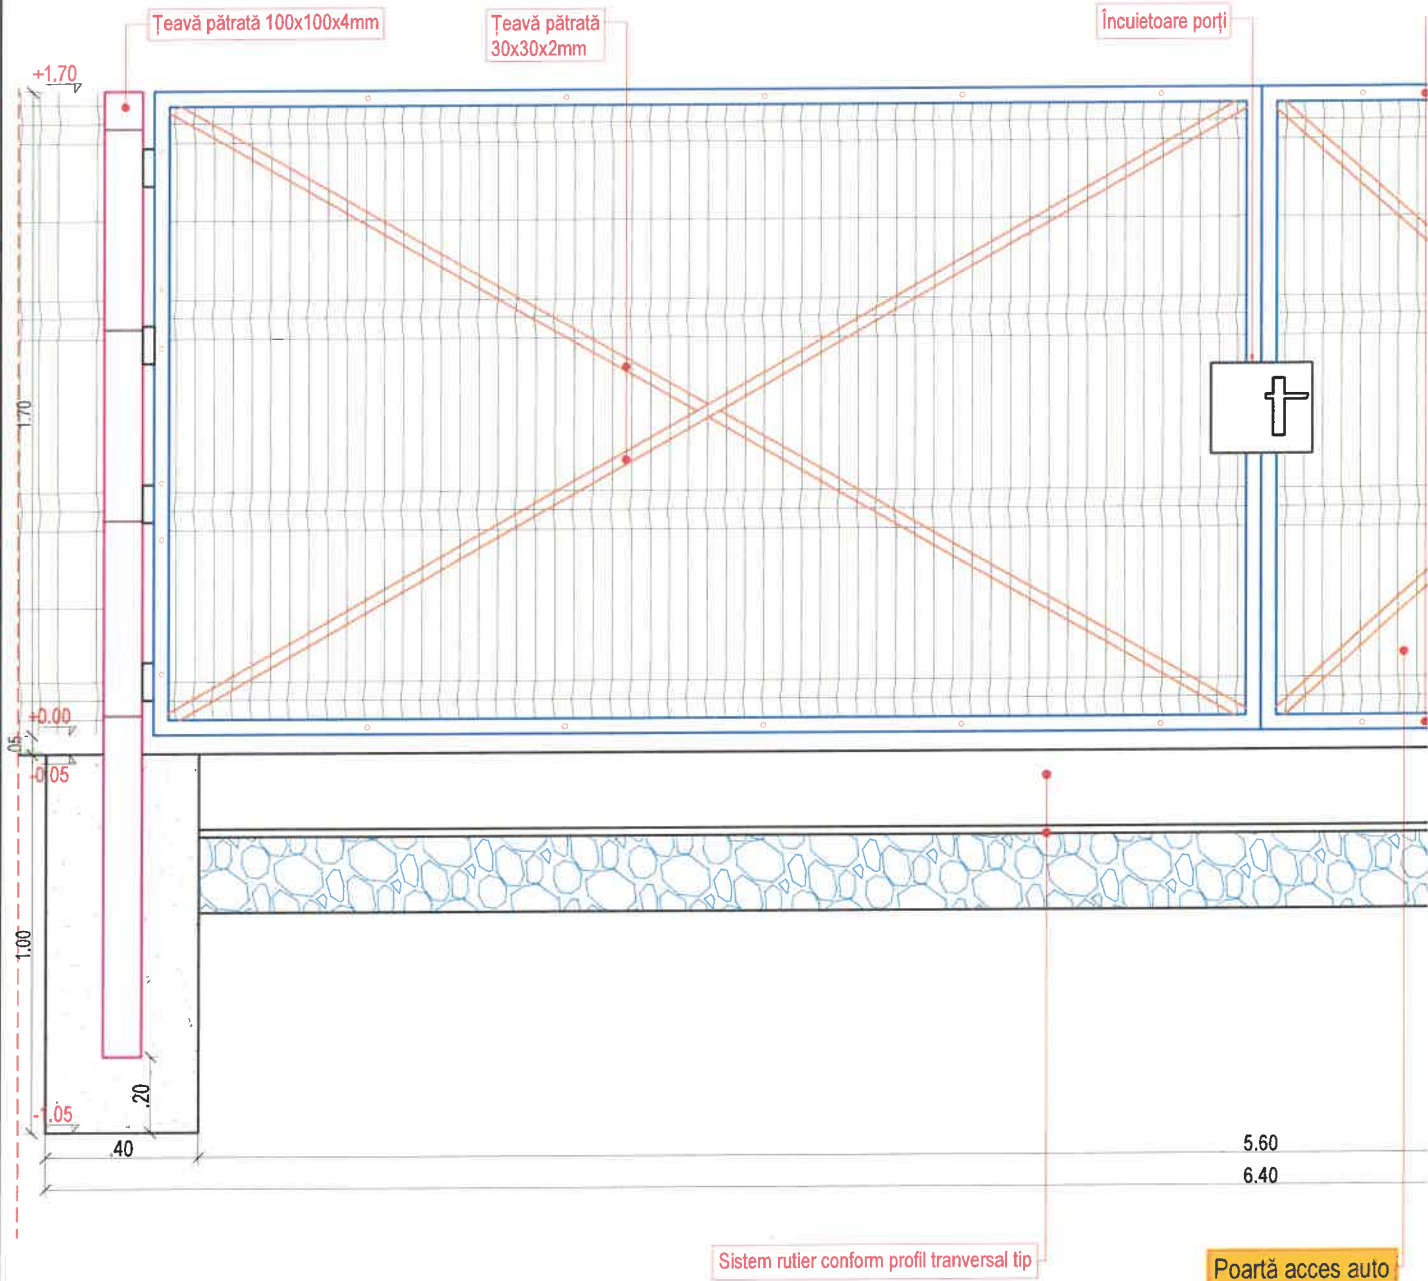 Țeavă pătrată 100x100x4mm
Țeavă pătrată
30x30x2mm
Încuietoare porți
+1.70
1.70
+0.00
.05
-0.05
1.00
.20
-1.05
.40
5.60
6.40
Sistem rutier conform profil tranversal tip
Poartă acces auto